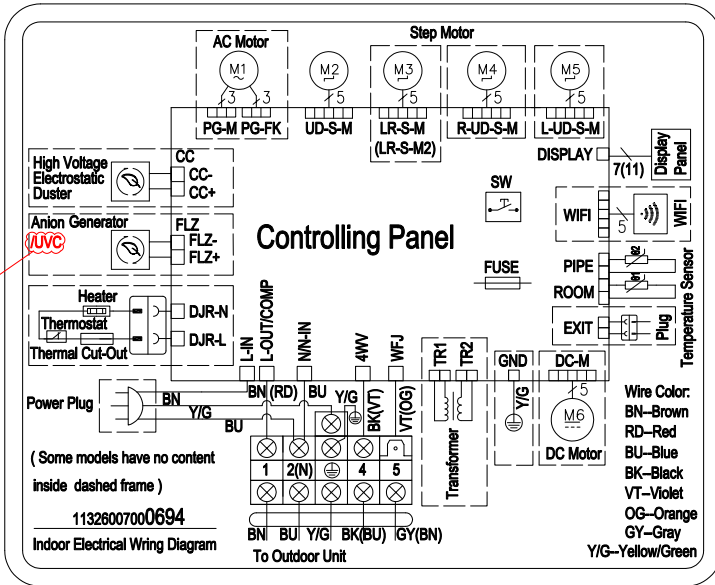 AC Motor
Step Motor
M1
M2
M3
M4
M5
3 3 5 5 5 5
PG-M PG-FK UD-S-M LR-S-M R-UD-S-M L-UD-S-M
(LR-S-M2)
High Voltage
Electrostatic
Duster
CC
CC-
CC+
DISPLAY
7(11)
Display
Panel
SW
Anion Generator
/UVC
FLZ
FLZ-
FLZ+
WIFI
5
WIFI
Controlling Panel
FUSE
PIPE
ROOM
Temperature Sensor
Heater
Thermostat
Thermal Cut-Out
DJR-N
DJR-L
EXIT
Plug
L-IN
L-OUT/COMP
N/N-IN
4WV
WFJ
TR1
TR2
GND
DC-M
Power Plug
BN
Y/G
BU
BN (RD)
BU
Y/G
BK(VT)
VT(OG)
Y/G
5
M6
DC Motor
Transformer
1 2(N) 4 5
BN BU Y/G BK(BU) GY(BN)
To Outdoor Unit
( Some models have no content
inside dashed frame )
11326007000694
Indoor Electrical Wring Diagram
Wire Color:
BN--Brown
RD--Red
BU--Blue
BK--Black
VT--Violet
OG--Orange
GY--Gray
Y/G--Yellow/Green